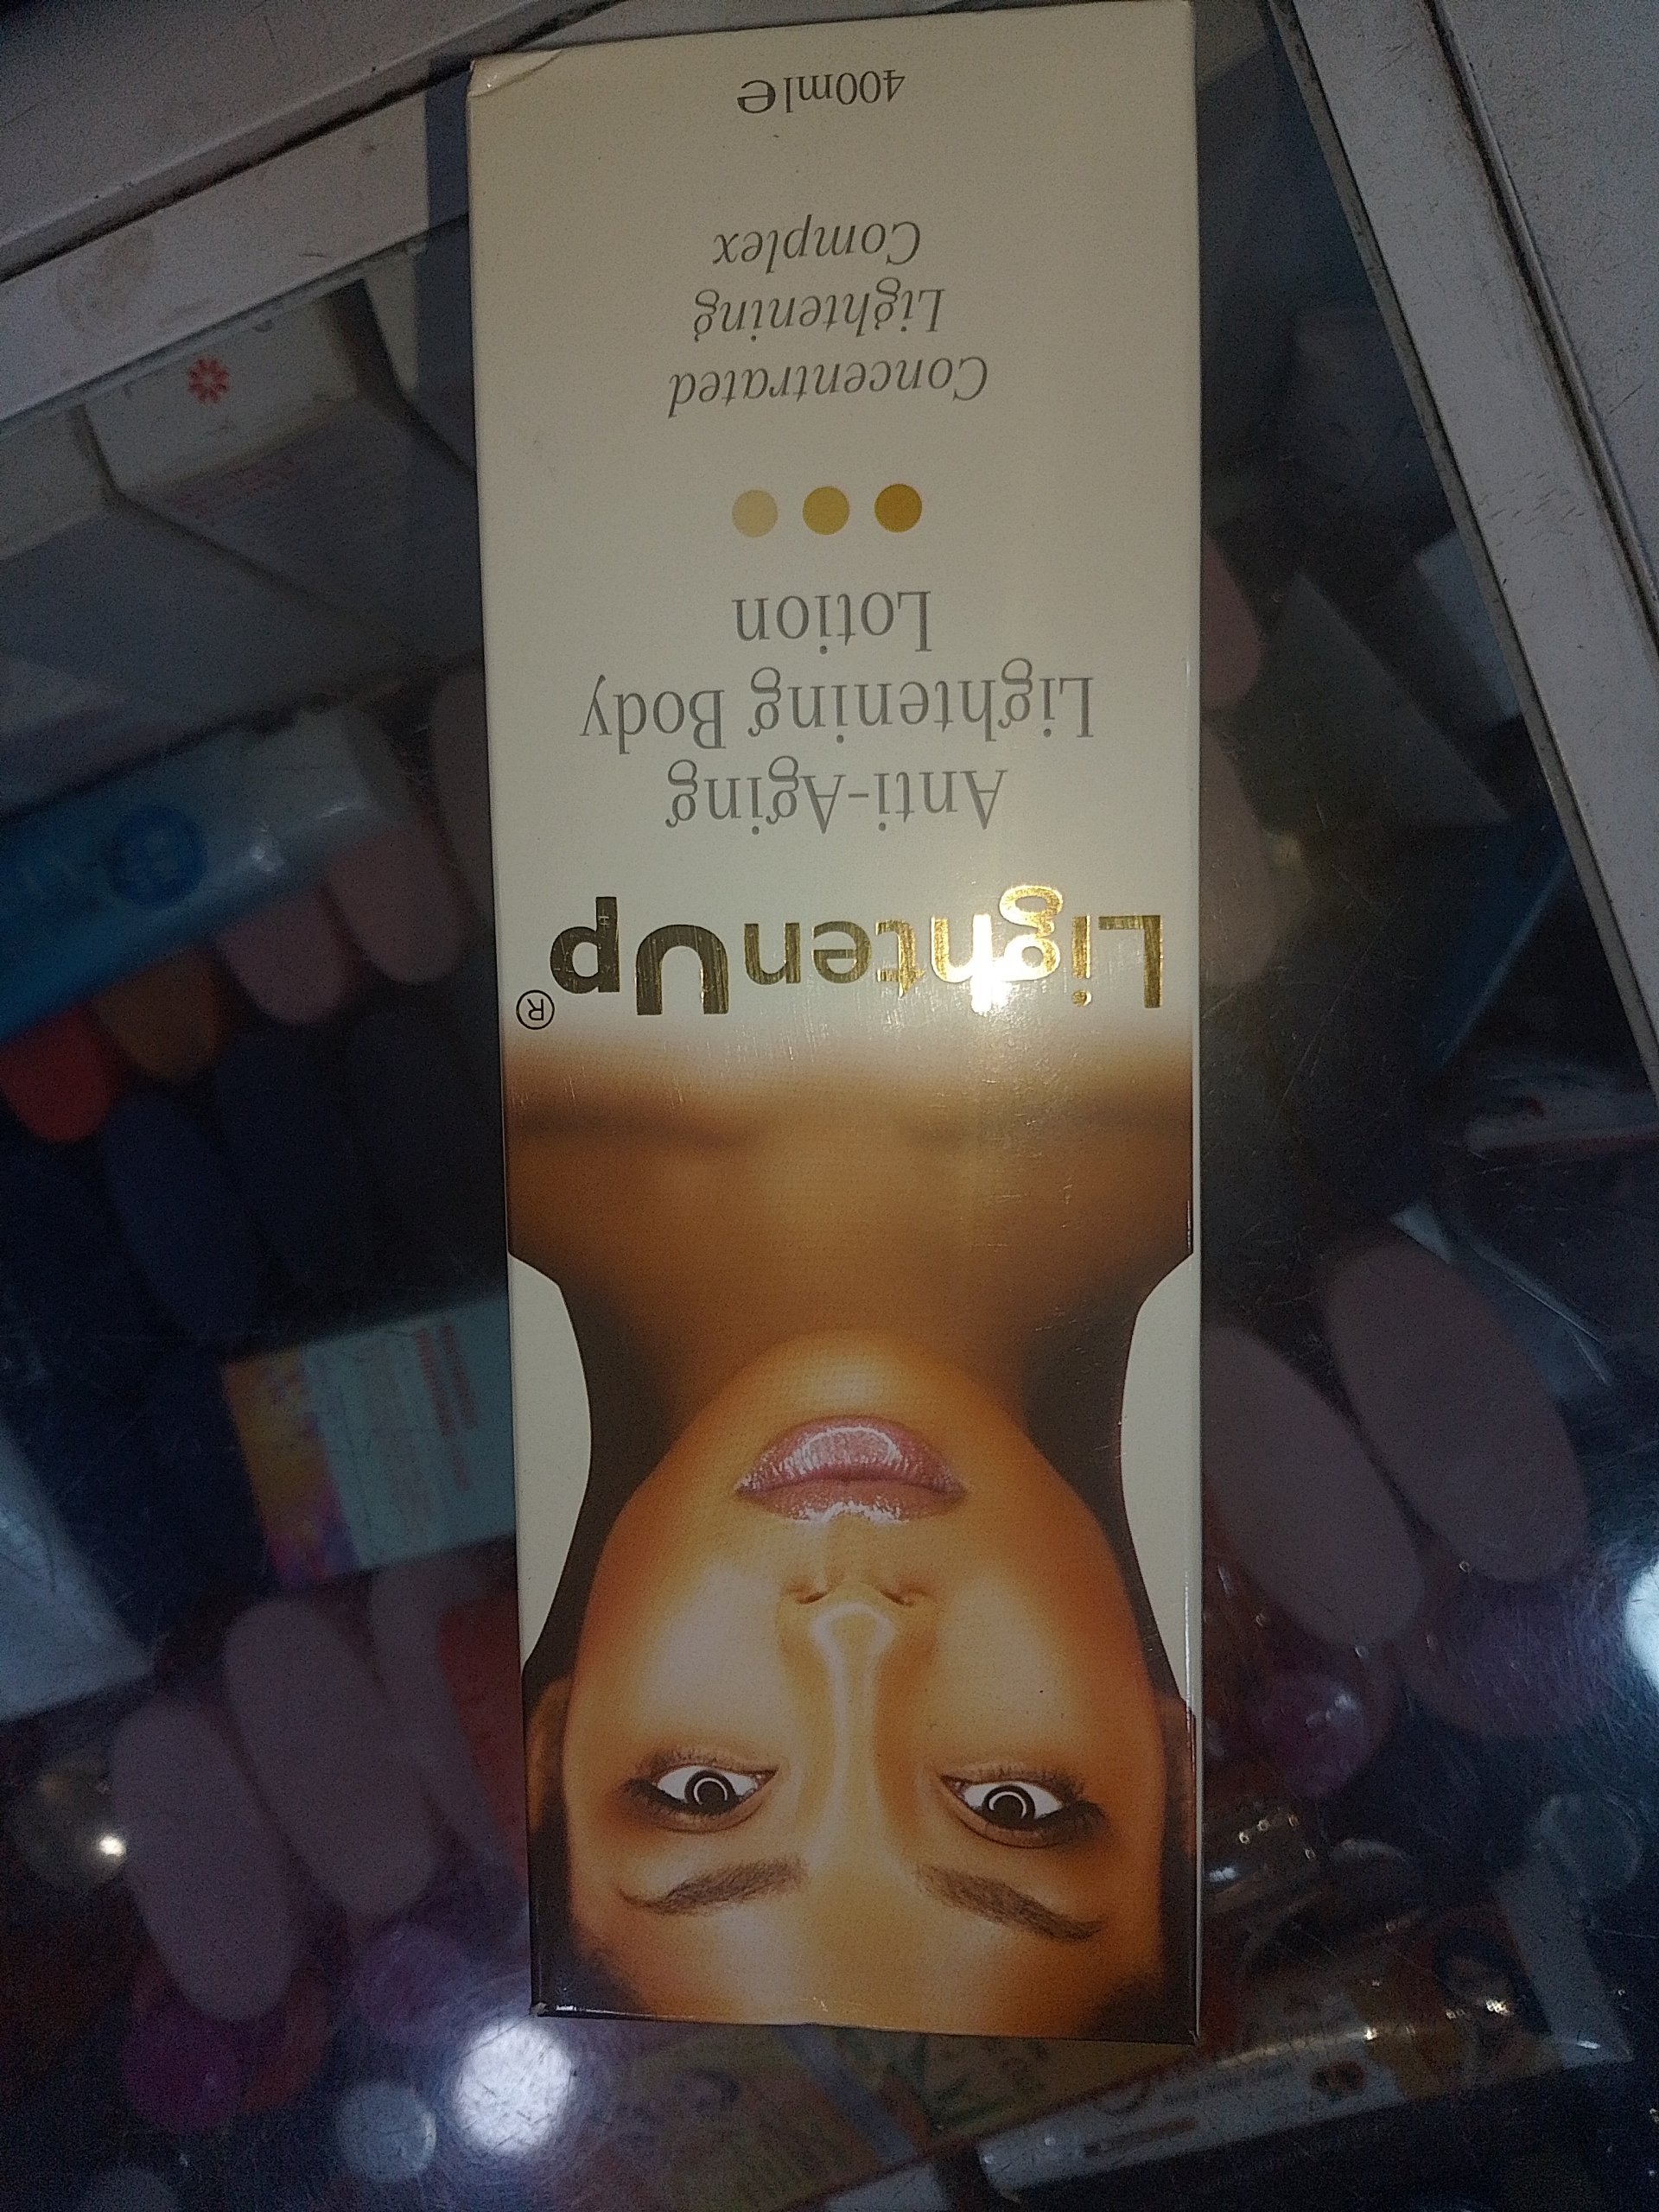 LightenUp®
Anti-Aging
Lightening Body
Lotion
Concentrated
Lightening
Complex
400ml℮